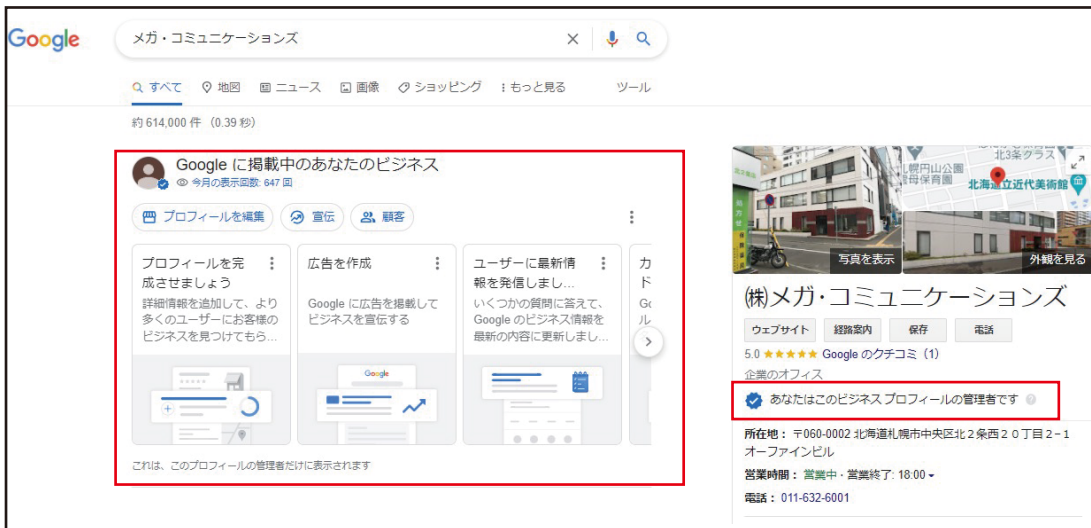 Google
メガ・コミュニケーションズ
すべて 地図 ニュース 画像 ショッピング もっと見る ツール
約 614,000 件 (0.39 秒)
Google に掲載中のあなたのビジネス
今月の表示回数: 647 回
プロフィールを編集 宣伝 顧客
プロフィールを完
成させましょう
詳細情報を追加して、より
多くのユーザーにお客様の
ビジネスを見つけてもら...
広告を作成
Google に広告を掲載して
ビジネスを宣伝する
Google
ユーザーに最新情
報を発信しまし...
いくつかの質問に答えて、
Google のビジネス情報を
最新の内容に更新しまし...
カ
ド
Go
ル
これは、このプロフィールの管理者だけに表示されます
北3条グラス
札幌円山公園
北海道立近代美術館
写真を表示
外観を見る
㈱メガ・コミュニケーションズ
ウェブサイト 経路案内 保存 電話
5.0 ★★★★★ Google のクチコミ (1)
企業のオフィス
あなたはこのビジネス プロフィールの管理者です
所在地： 〒060-0002 北海道札幌市中央区北２条西２０丁目２−１
オーファインビル
営業時間： 営業中・営業終了: 18:00
電話： 011-632-6001